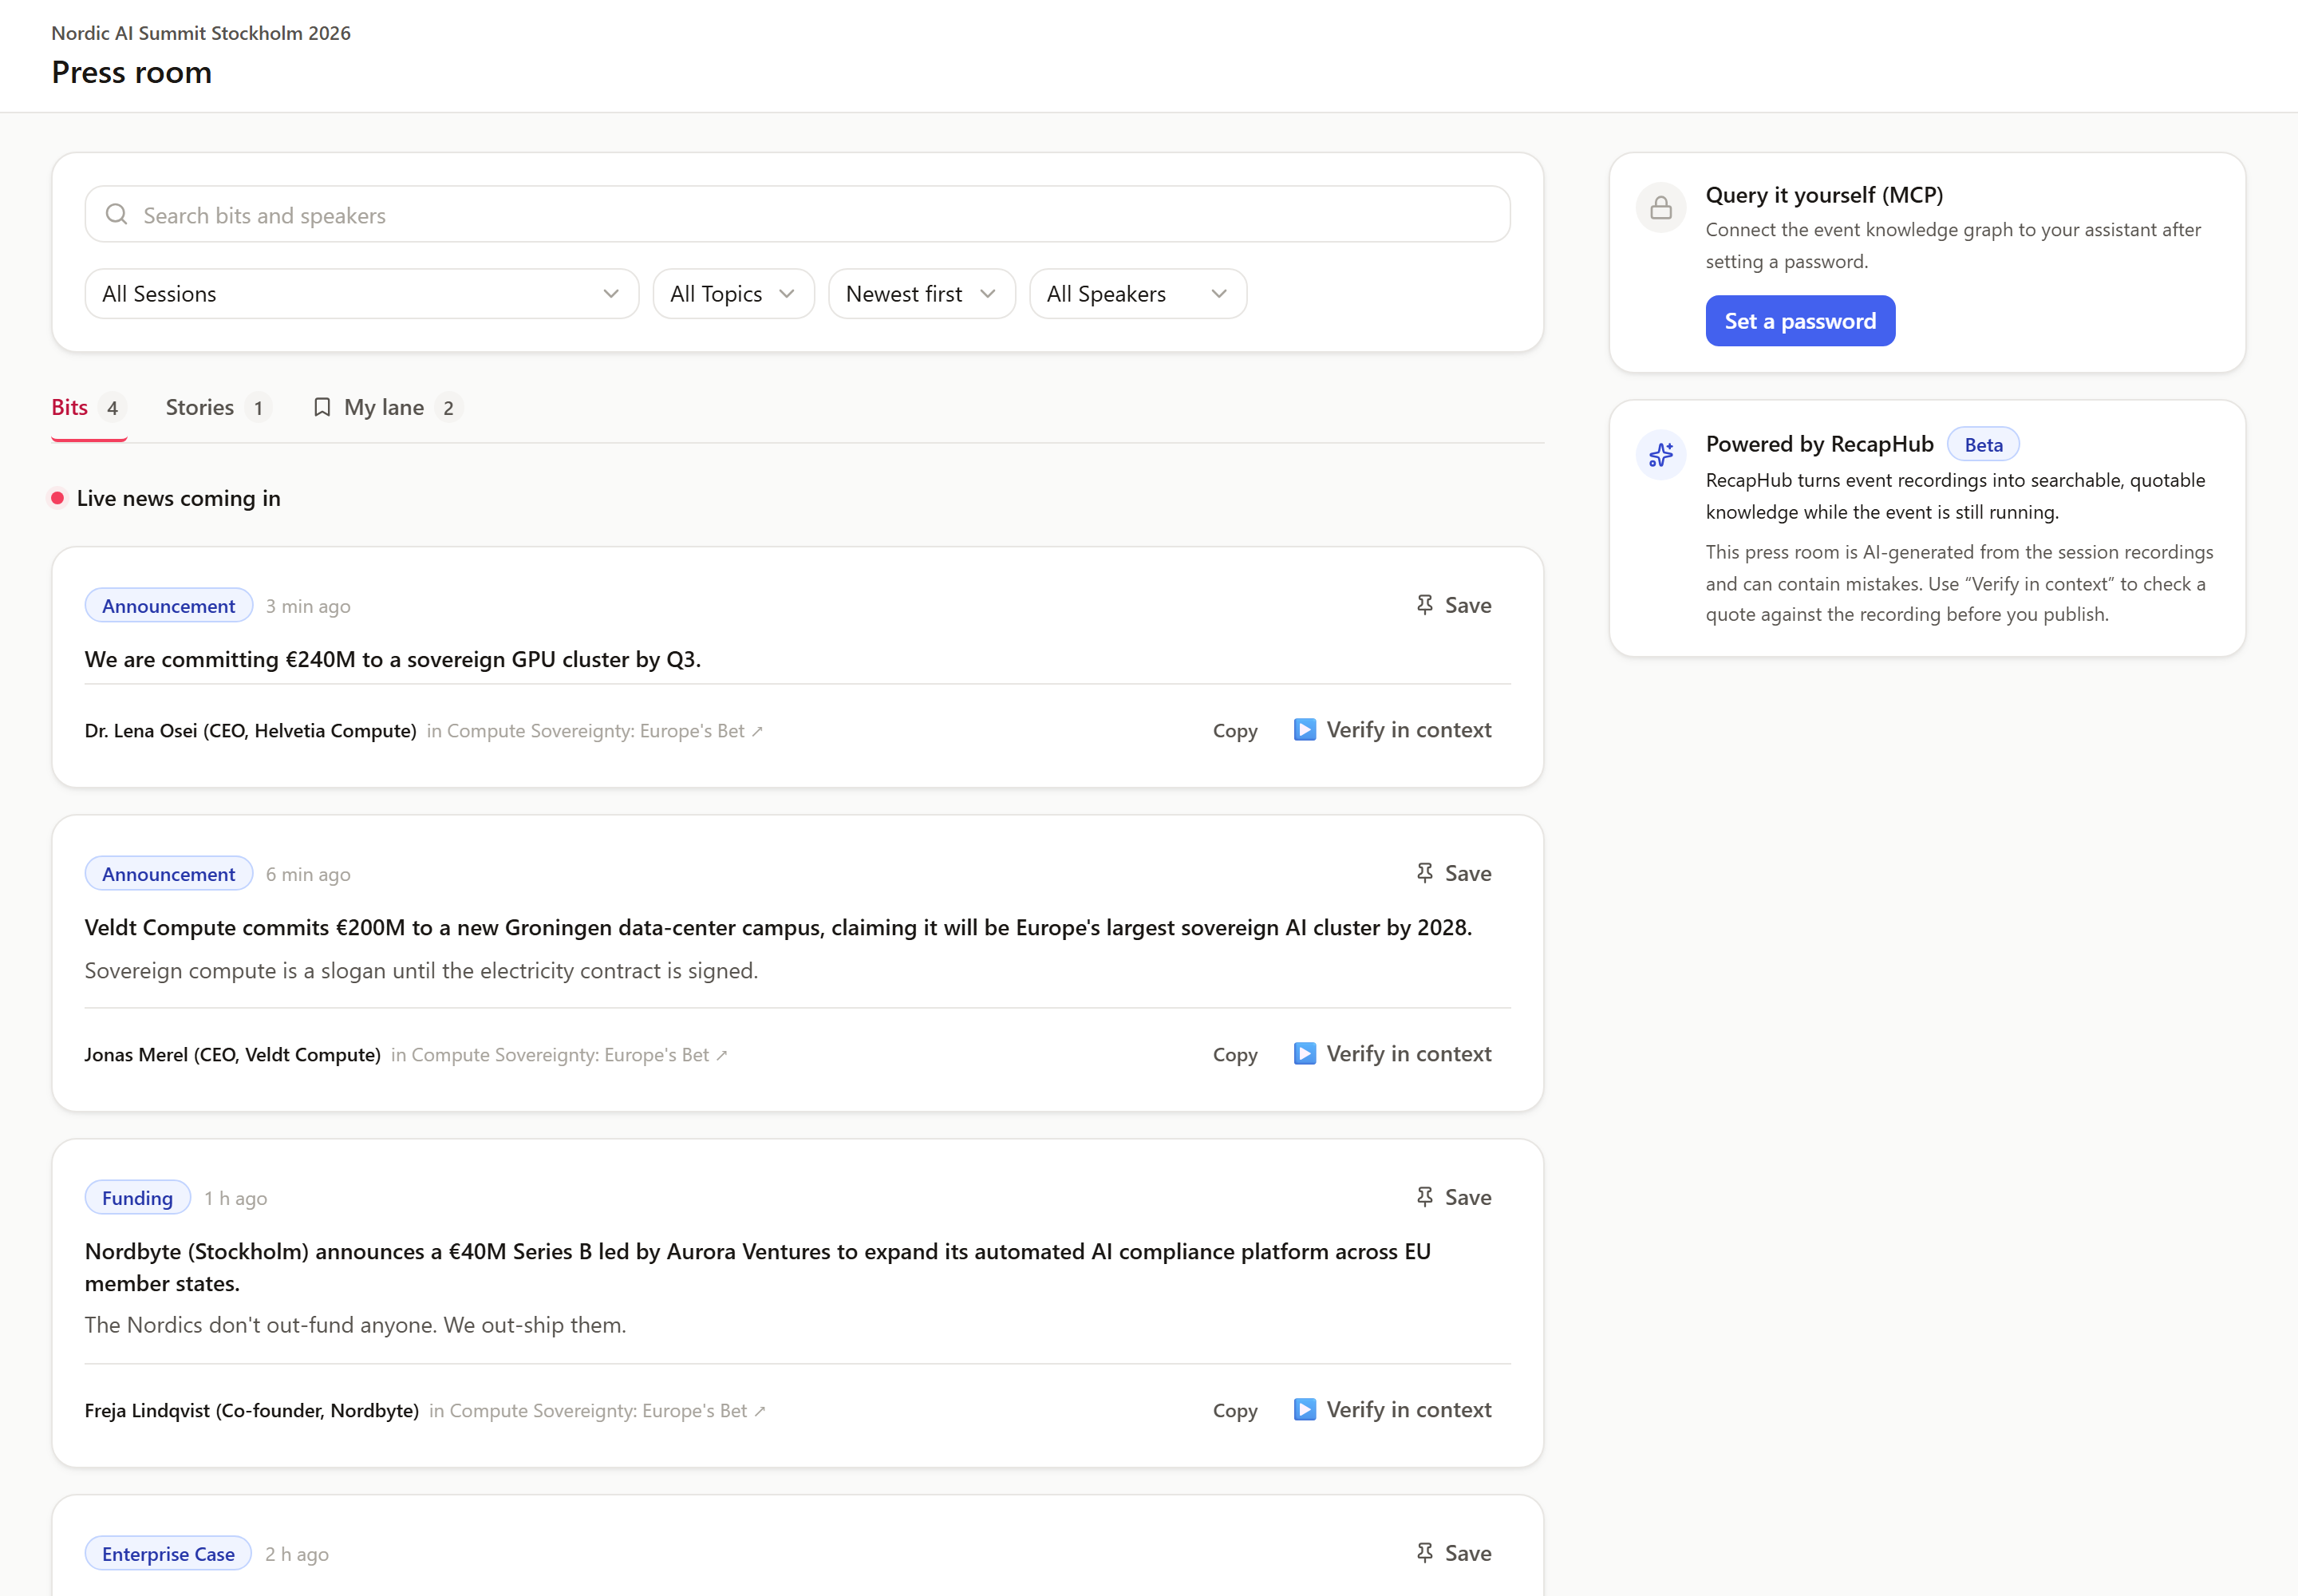 Nordic AI Summit Stockholm 2026
Press room
Search bits and speakers
All Sessions
All Topics
Newest first
All Speakers
Bits 4
Stories 1
My lane 2
Live news coming in
Announcement 3 min ago
Save
We are committing €240M to a sovereign GPU cluster by Q3.
Dr. Lena Osei (CEO, Helvetia Compute) in Compute Sovereignty: Europe's Bet ↗
Copy
Verify in context
Announcement 6 min ago
Save
Veldt Compute commits €200M to a new Groningen data-center campus, claiming it will be Europe's largest sovereign AI cluster by 2028.
Sovereign compute is a slogan until the electricity contract is signed.
Jonas Merel (CEO, Veldt Compute) in Compute Sovereignty: Europe's Bet ↗
Copy
Verify in context
Funding 1 h ago
Save
Nordbyte (Stockholm) announces a €40M Series B led by Aurora Ventures to expand its automated AI compliance platform across EU
member states.
The Nordics don't out-fund anyone. We out-ship them.
Freja Lindqvist (Co-founder, Nordbyte) in Compute Sovereignty: Europe's Bet ↗
Copy
Verify in context
Enterprise Case 2 h ago
Save
Query it yourself (MCP)
Connect the event knowledge graph to your assistant after
setting a password.
Set a password
Powered by RecapHub Beta
RecapHub turns event recordings into searchable, quotable
knowledge while the event is still running.
This press room is AI-generated from the session recordings
and can contain mistakes. Use “Verify in context” to check a
quote against the recording before you publish.